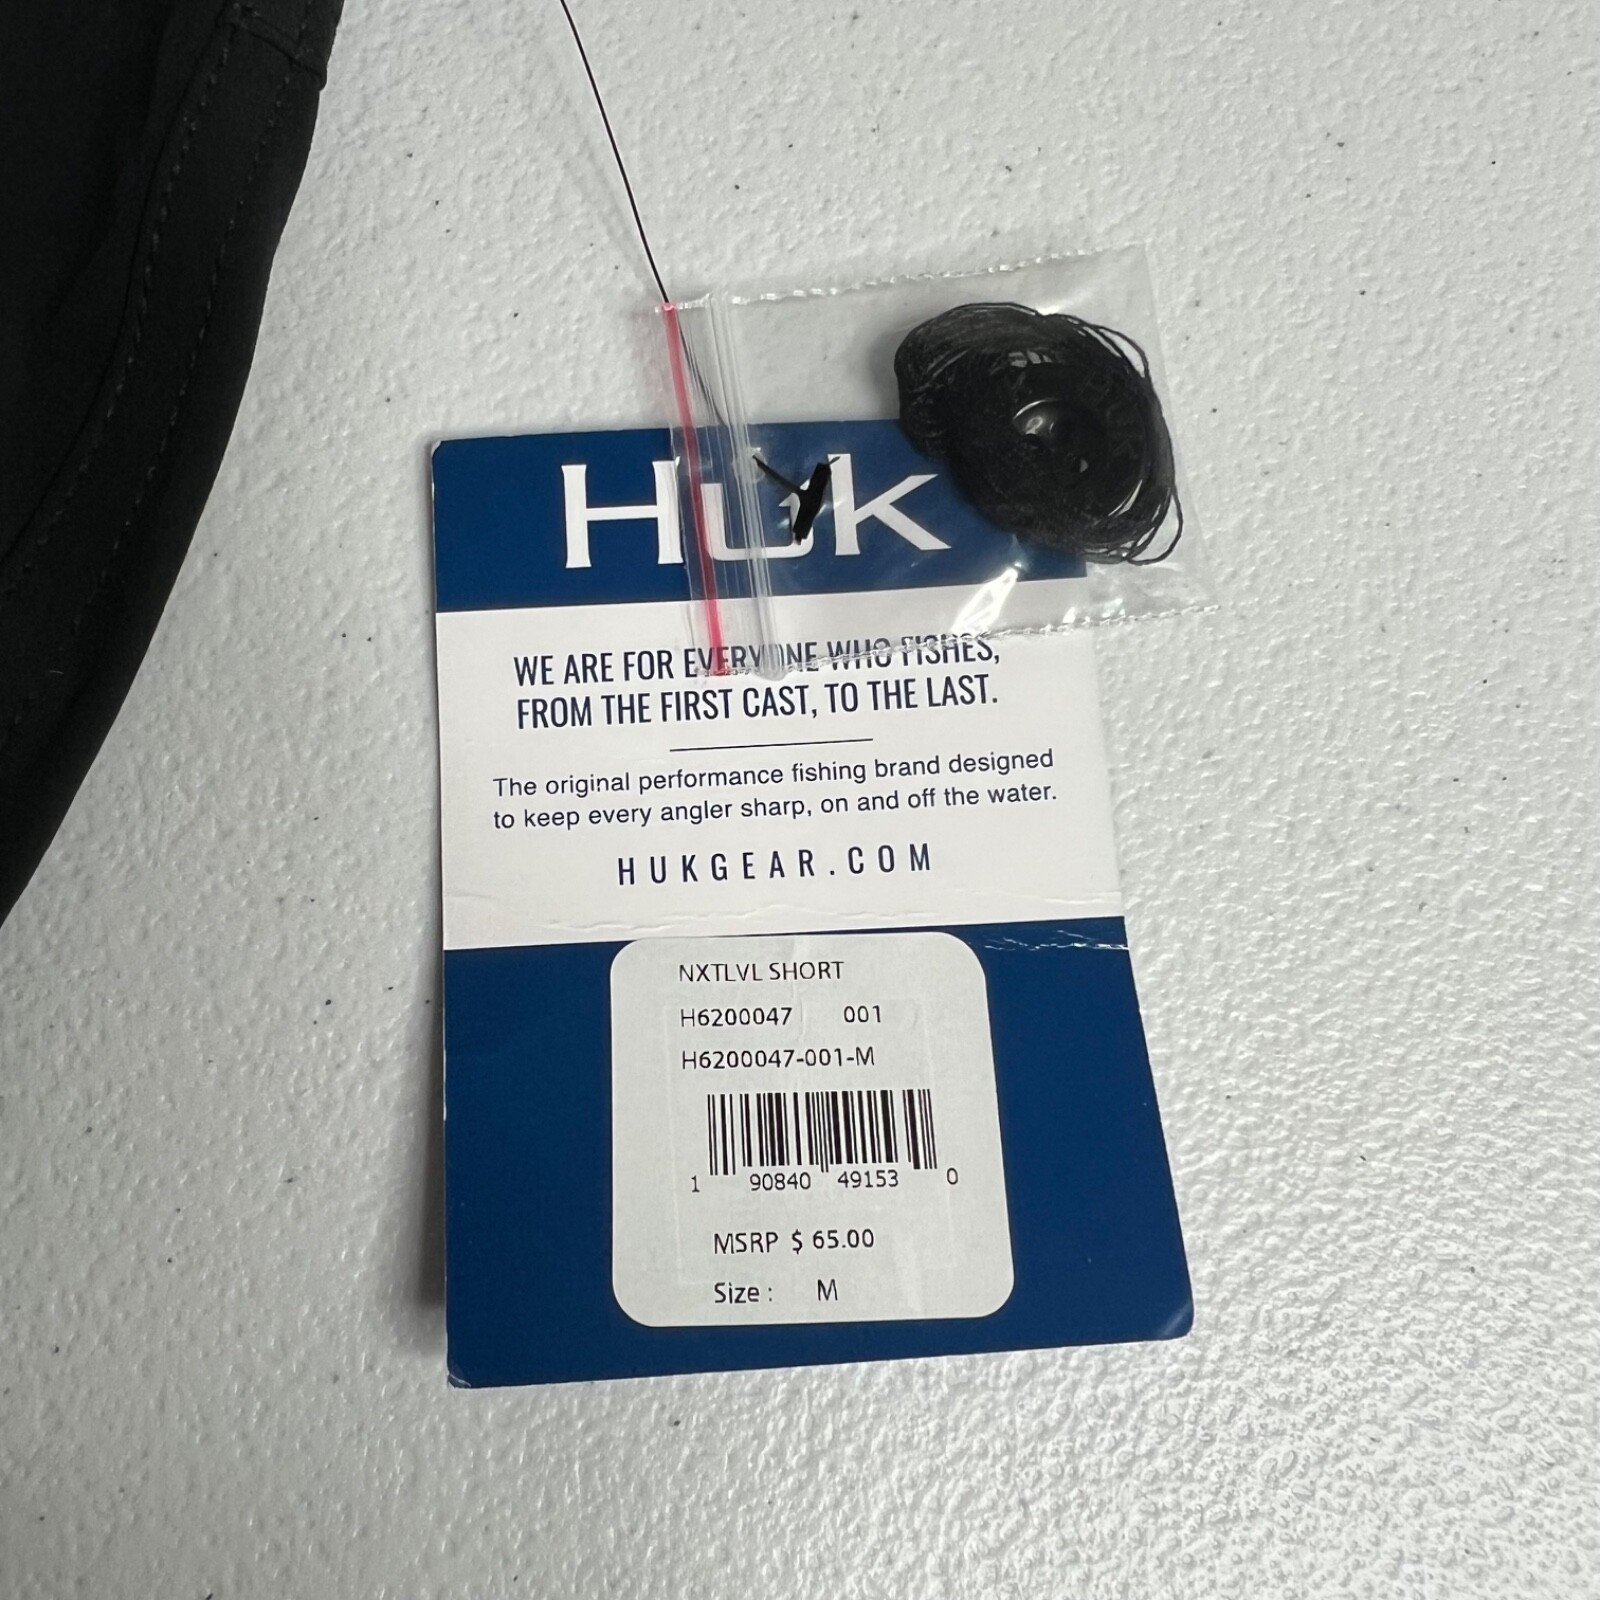 Huk
WE ARE FOR EVERYONE WHO FISHES,
FROM THE FIRST CAST, TO THE LAST.
The original performance fishing brand designed
to keep every angler sharp, on and off the water.
HUKGEAR.COM
NXTLVL SHORT
H6200047 001
H6200047-001-M
1 90840 49153 0
MSRP $ 65.00
Size : M